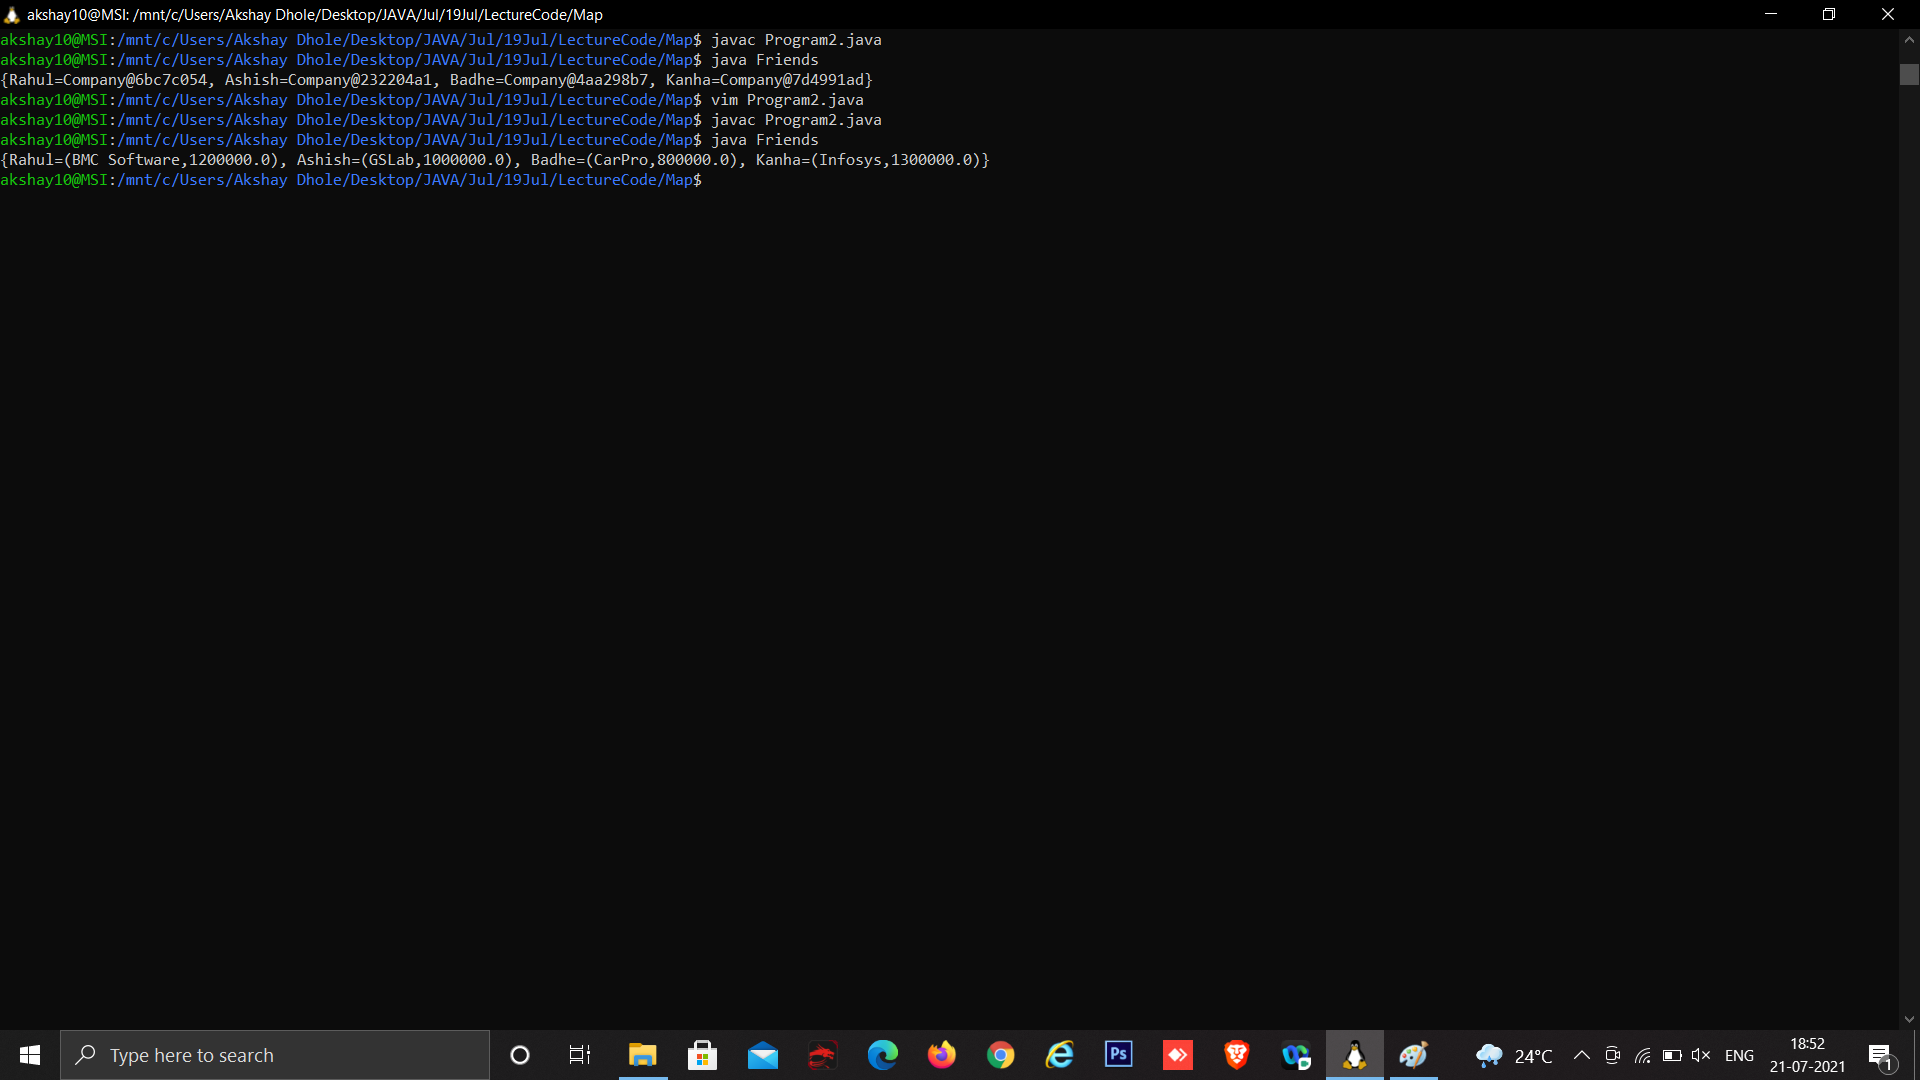 akshay10@MSI: /mnt/c/Users/Akshay Dhole/Desktop/JAVA/Jul/19Jul/LectureCode/Map
akshay10@MSI:/mnt/c/Users/Akshay Dhole/Desktop/JAVA/Jul/19Jul/LectureCode/Map$ javac Program2.java
akshay10@MSI:/mnt/c/Users/Akshay Dhole/Desktop/JAVA/Jul/19Jul/LectureCode/Map$ java Friends
{Rahul=Company@6bc7c054, Ashish=Company@232204a1, Badhe=Company@4aa298b7, Kanha=Company@7d4991ad}
akshay10@MSI:/mnt/c/Users/Akshay Dhole/Desktop/JAVA/Jul/19Jul/LectureCode/Map$ vim Program2.java
akshay10@MSI:/mnt/c/Users/Akshay Dhole/Desktop/JAVA/Jul/19Jul/LectureCode/Map$ javac Program2.java
akshay10@MSI:/mnt/c/Users/Akshay Dhole/Desktop/JAVA/Jul/19Jul/LectureCode/Map$ java Friends
{Rahul=(BMC Software,1200000.0), Ashish=(GSLab,1000000.0), Badhe=(CarPro,800000.0), Kanha=(Infosys,1300000.0)}
akshay10@MSI:/mnt/c/Users/Akshay Dhole/Desktop/JAVA/Jul/19Jul/LectureCode/Map$
Type here to search
Ps
24°C
ENG
18:52
21-07-2021
1